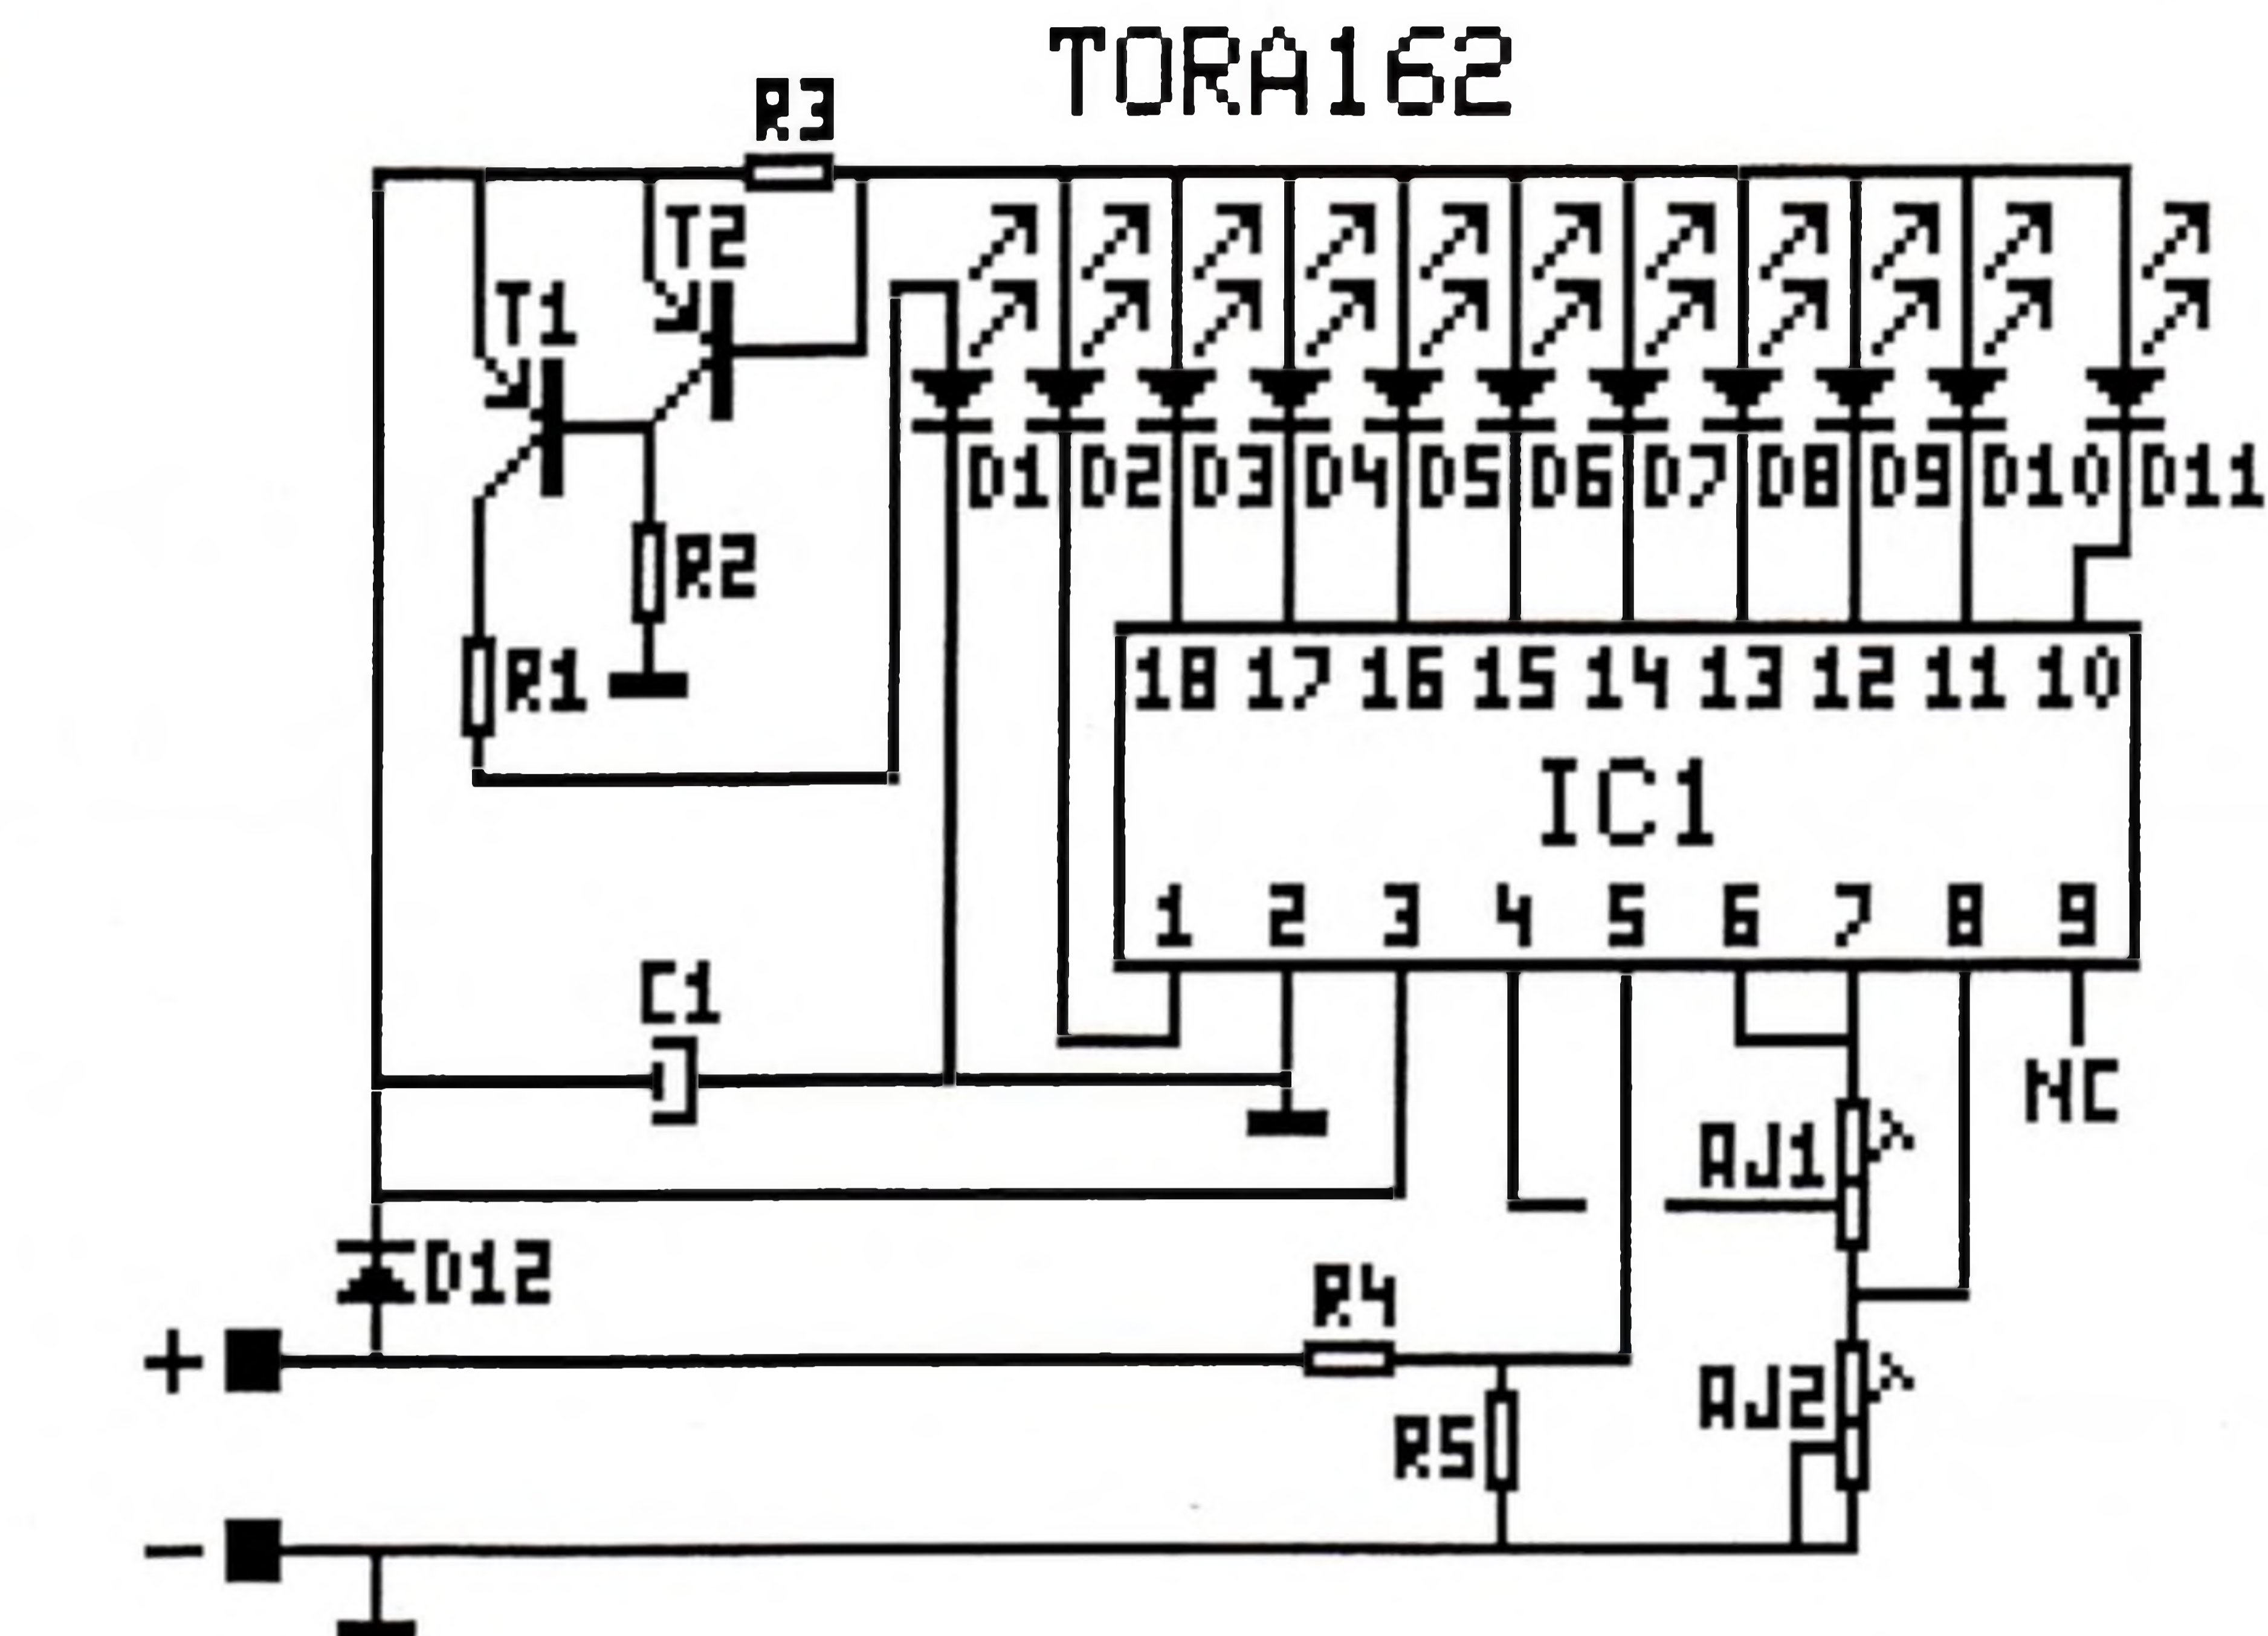 TORA162
R3
T2
T1
D1 D2 D3 D4 D5 D6 D7 D8 D9 D10 D11
R2
R1
18 17 16 15 14 13 12 11 10
IC1
1 2 3 4 5 6 7 8 9
C1
NC
AJ1
D12
R4
+
AJ2
R5
-